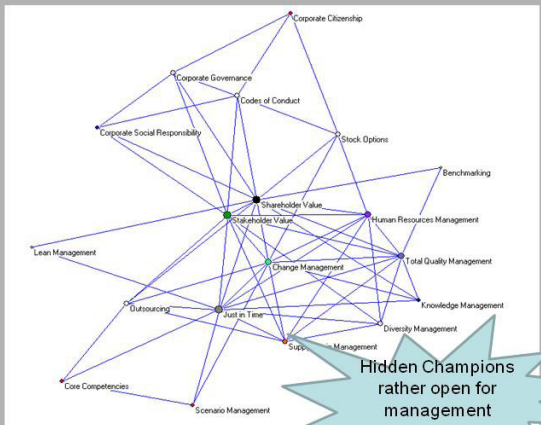 Corporate Citizenship
Corporate Governance
Codes of Conduct
Corporate Social Responsibility
Stock Options
Benchmarking
Shareholder Value
Stakeholder Value
Human Resources Management
Lean Management
Change Management
Total Quality Management
Outsourcing
Just in Time
Knowledge Management
Diversity Management
Management
Hidden Champions
rather open for
management
Core Competencies
Scenario Management